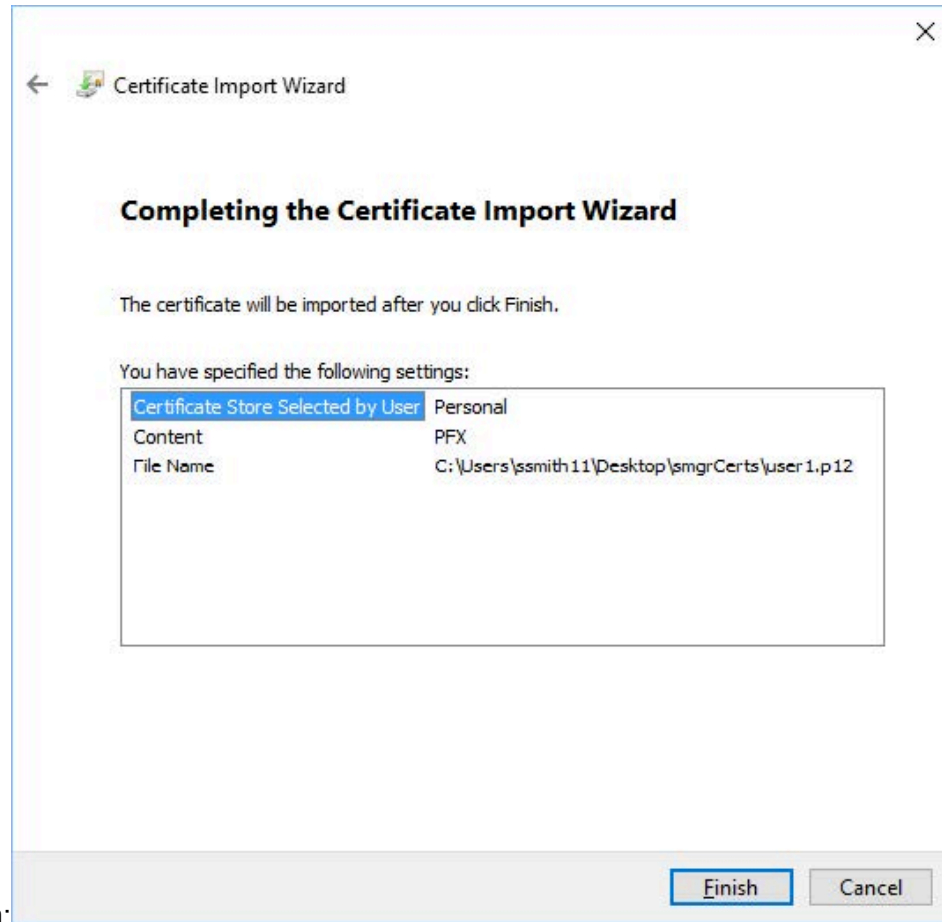 Certificate Import Wizard
Completing the Certificate Import Wizard
The certificate will be imported after you click Finish.
You have specified the following settings:
Certificate Store Selected by User Personal
Content PFX
File Name C:\Users\ssmith11\Desktop\smgrCerts\user1.p12
Finish Cancel